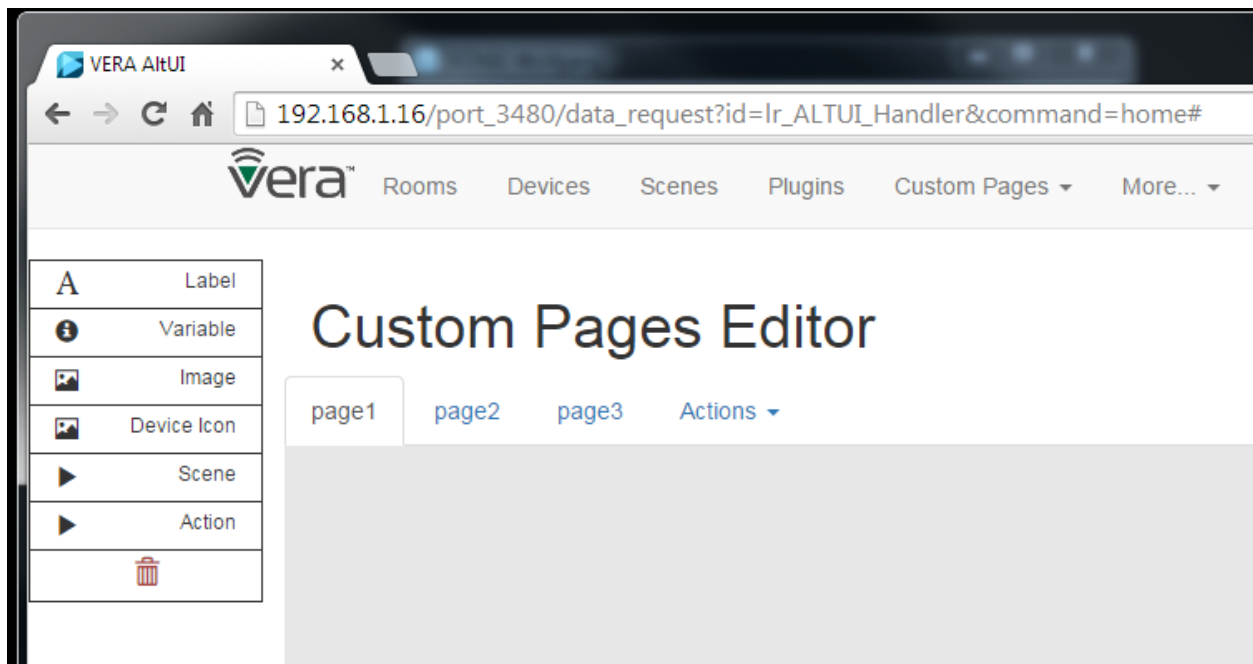 VERA AltUI
192.168.1.16/port_3480/data_request?id=lr_ALTUI_Handler&command=home#
vera™ Rooms Devices Scenes Plugins Custom Pages More...
Label
Variable
Image
Device Icon
Scene
Action
Custom Pages Editor
page1 page2 page3 Actions